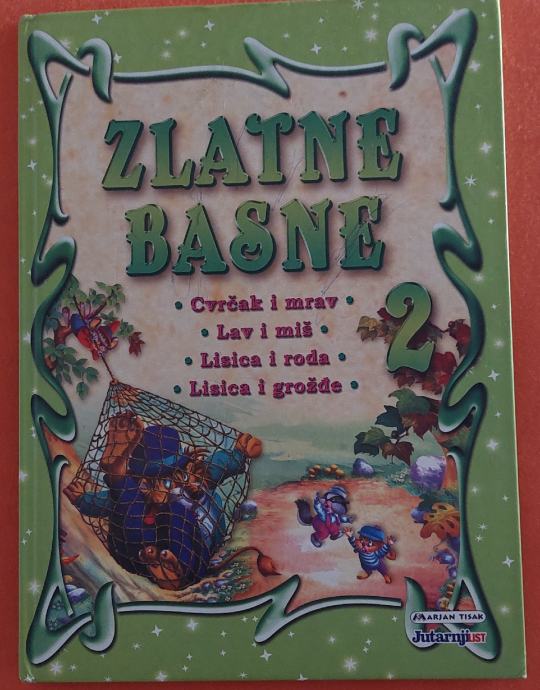 ZLATNE
BASNE
2
• Cvrčak i mrav •
• Lav i miš •
• Lisica i roda •
• Lisica i grožđe •
MARJAN TISAK
Jutarnji LIST